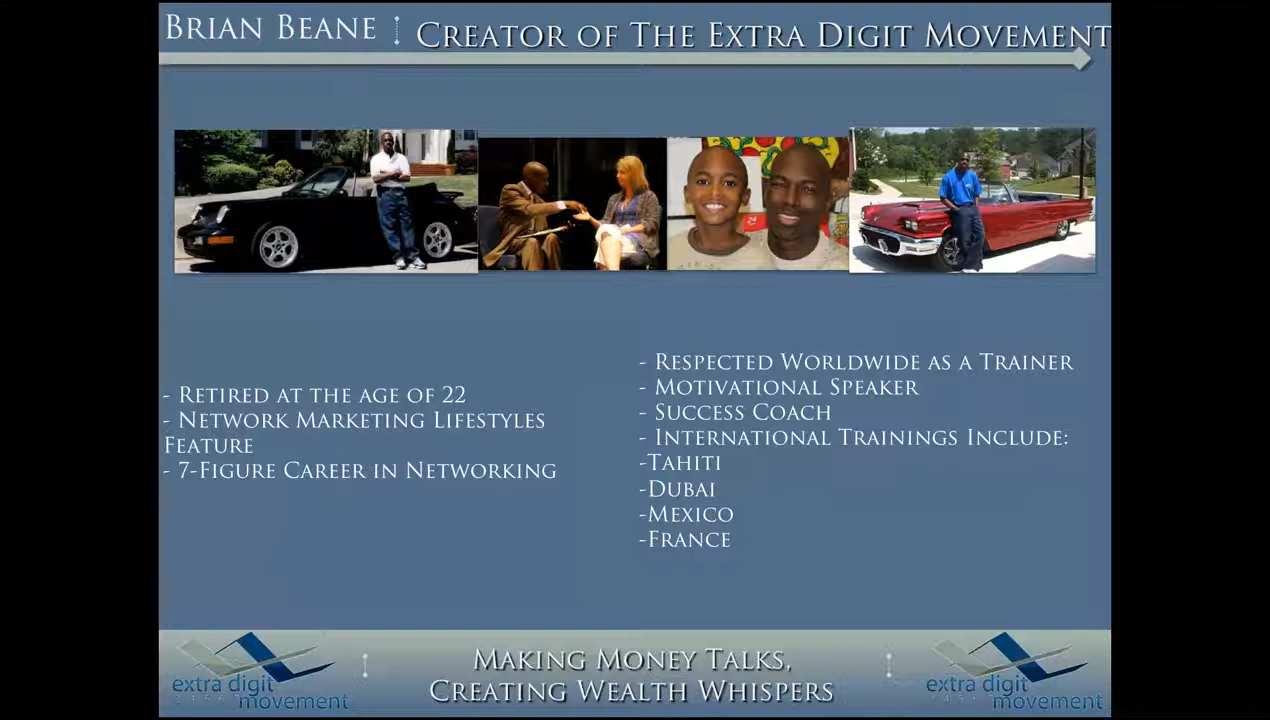 BRIAN BEANE
CREATOR OF THE EXTRA DIGIT MOVEMENT
- RETIRED AT THE AGE OF 22
- NETWORK MARKETING LIFESTYLES
FEATURE
- 7-FIGURE CAREER IN NETWORKING
- RESPECTED WORLDWIDE AS A TRAINER
- MOTIVATIONAL SPEAKER
- SUCCESS COACH
- INTERNATIONAL TRAININGS INCLUDE:
-TAHITI
-DUBAI
-MEXICO
-FRANCE
extra digit
movement
MAKING MONEY TALKS,
CREATING WEALTH WHISPERS
extra digit
movement